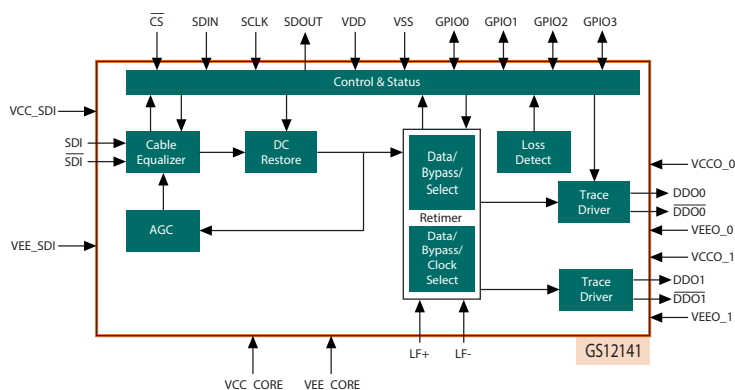 CS
SDIN
SCLK
SDOUT
VDD
VSS
GPIO0
GPIO1
GPIO2
GPIO3
Control & Status
VCC_SDI
SDI
SDI
Cable
Equalizer
DC
Restore
Data/
Bypass/
Select
Loss
Detect
VCCO_0
Trace
Driver
DDO0
DDO0
VEEO_0
AGC
Retimer
VEE_SDI
Data/
Bypass/
Clock
Select
VCCO_1
Trace
Driver
DDO1
DDO1
VEEO_1
LF+
LF-
GS12141
VCC_CORE
VEE_CORE